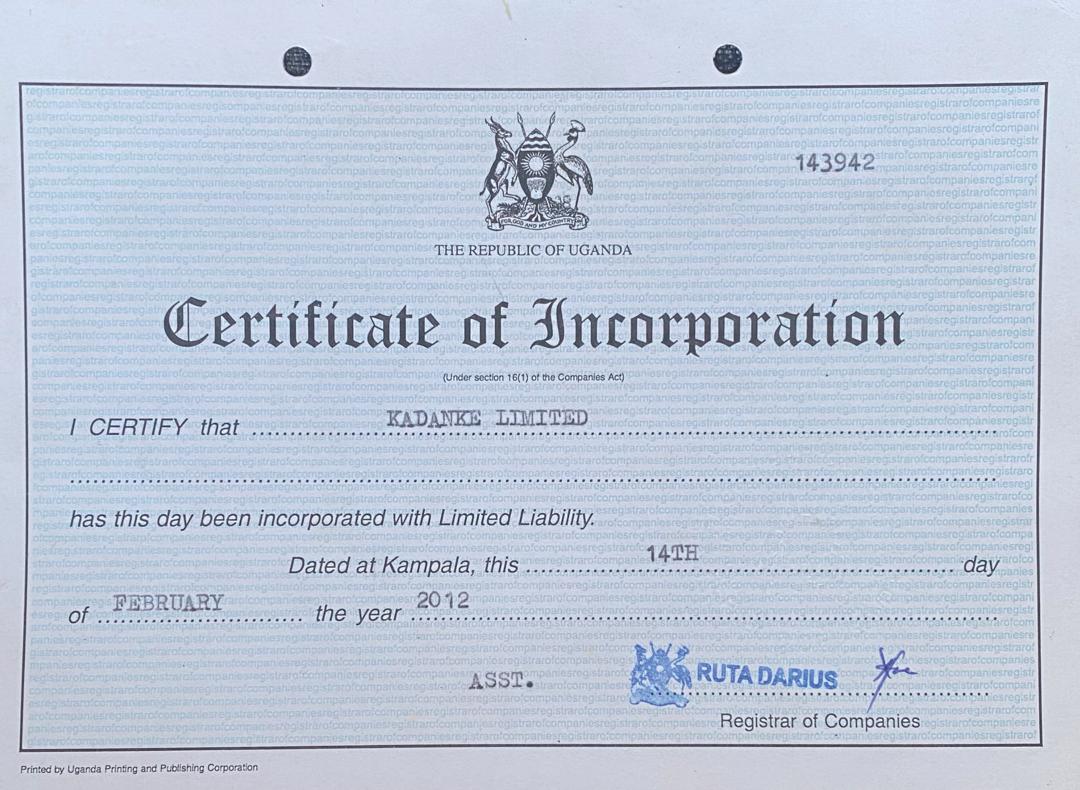 143942
FOR GOD AND MY COUNTRY
THE REPUBLIC OF UGANDA
Certificate of Incorporation
(Under section 16(1) of the Companies Act)
I CERTIFY that KADANKE LIMITED
has this day been incorporated with Limited Liability.
Dated at Kampala, this 14TH day
of FEBRUARY the year 2012
ASST. RUTA DARIUS
Registrar of Companies
Printed by Uganda Printing and Publishing Corporation